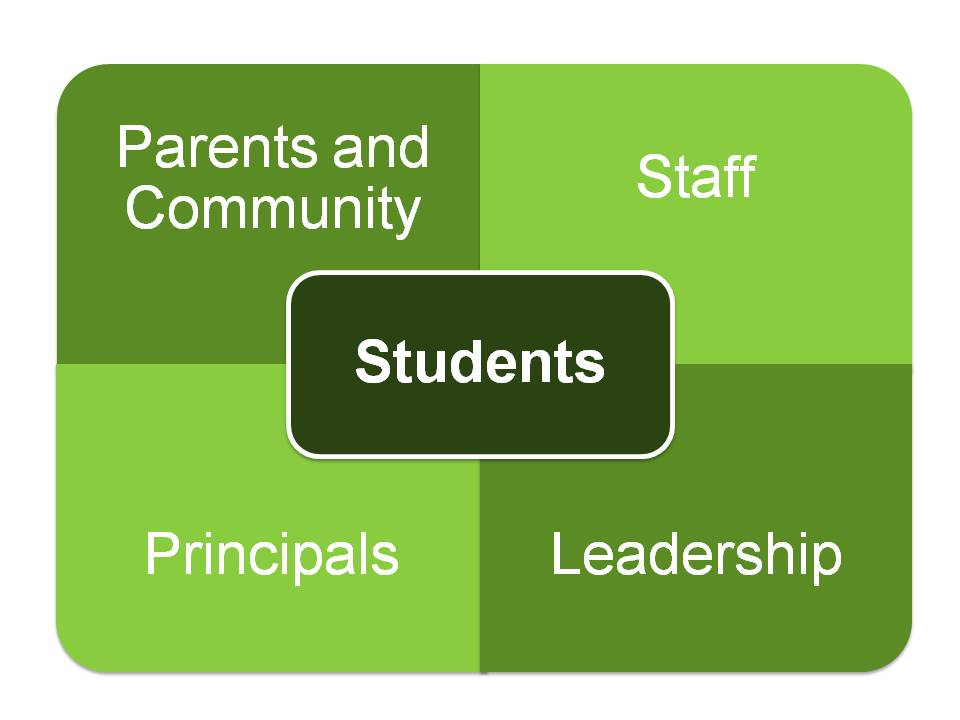 Parents and
Community
Staff
Students
Principals
Leadership